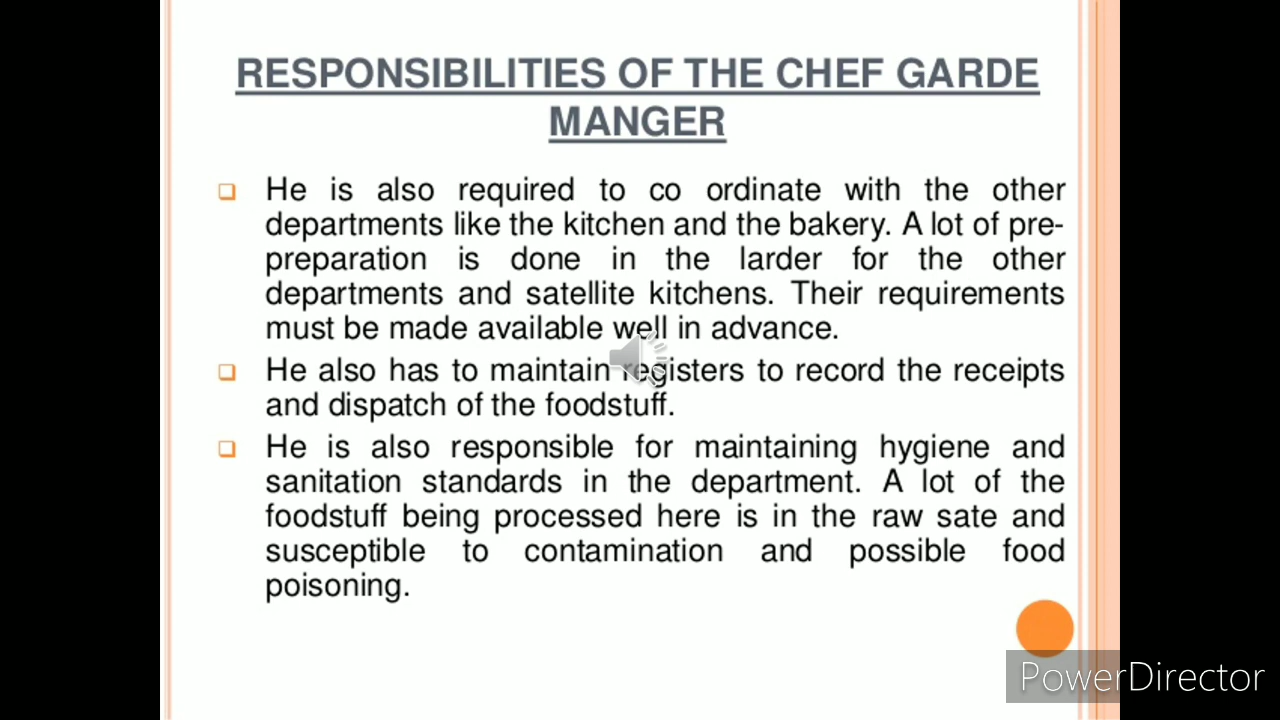 RESPONSIBILITIES OF THE CHEF GARDE
MANGER
He is also required to co ordinate with the other
departments like the kitchen and the bakery. A lot of pre-
preparation is done in the larder for the other
departments and satellite kitchens. Their requirements
must be made available well in advance.
He also has to maintain registers to record the receipts
and dispatch of the foodstuff.
He is also responsible for maintaining hygiene and
sanitation standards in the department. A lot of the
foodstuff being processed here is in the raw sate and
susceptible to contamination and possible food
poisoning.
PowerDirector